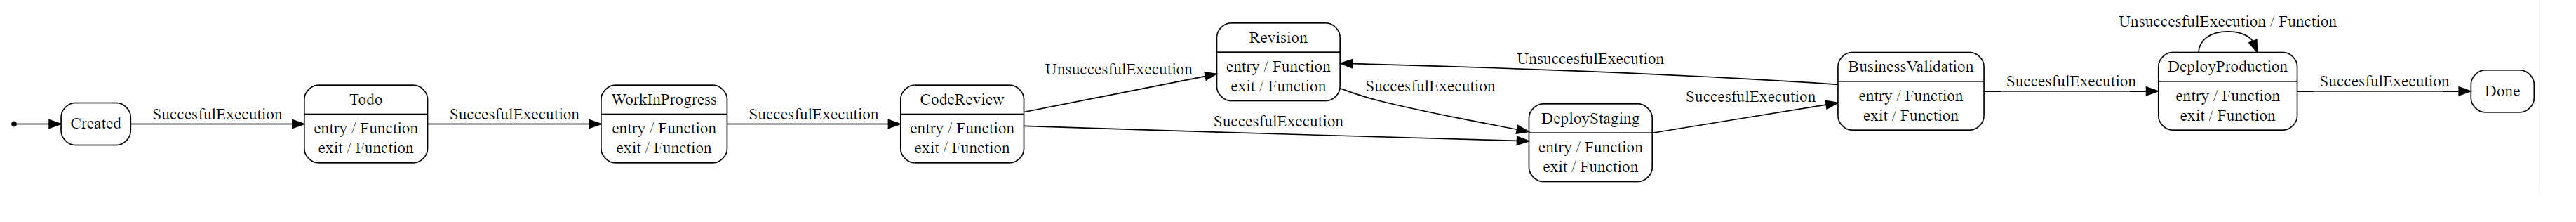 Created
SuccesfulExecution
Todo
entry / Function
exit / Function
SuccesfulExecution
WorkInProgress
entry / Function
exit / Function
SuccesfulExecution
CodeReview
entry / Function
exit / Function
UnsuccesfulExecution
SuccesfulExecution
Revision
entry / Function
exit / Function
SuccesfulExecution
UnsuccesfulExecution
DeployStaging
entry / Function
exit / Function
SuccesfulExecution
BusinessValidation
entry / Function
exit / Function
SuccesfulExecution
UnsuccesfulExecution / Function
DeployProduction
entry / Function
exit / Function
SuccesfulExecution
Done